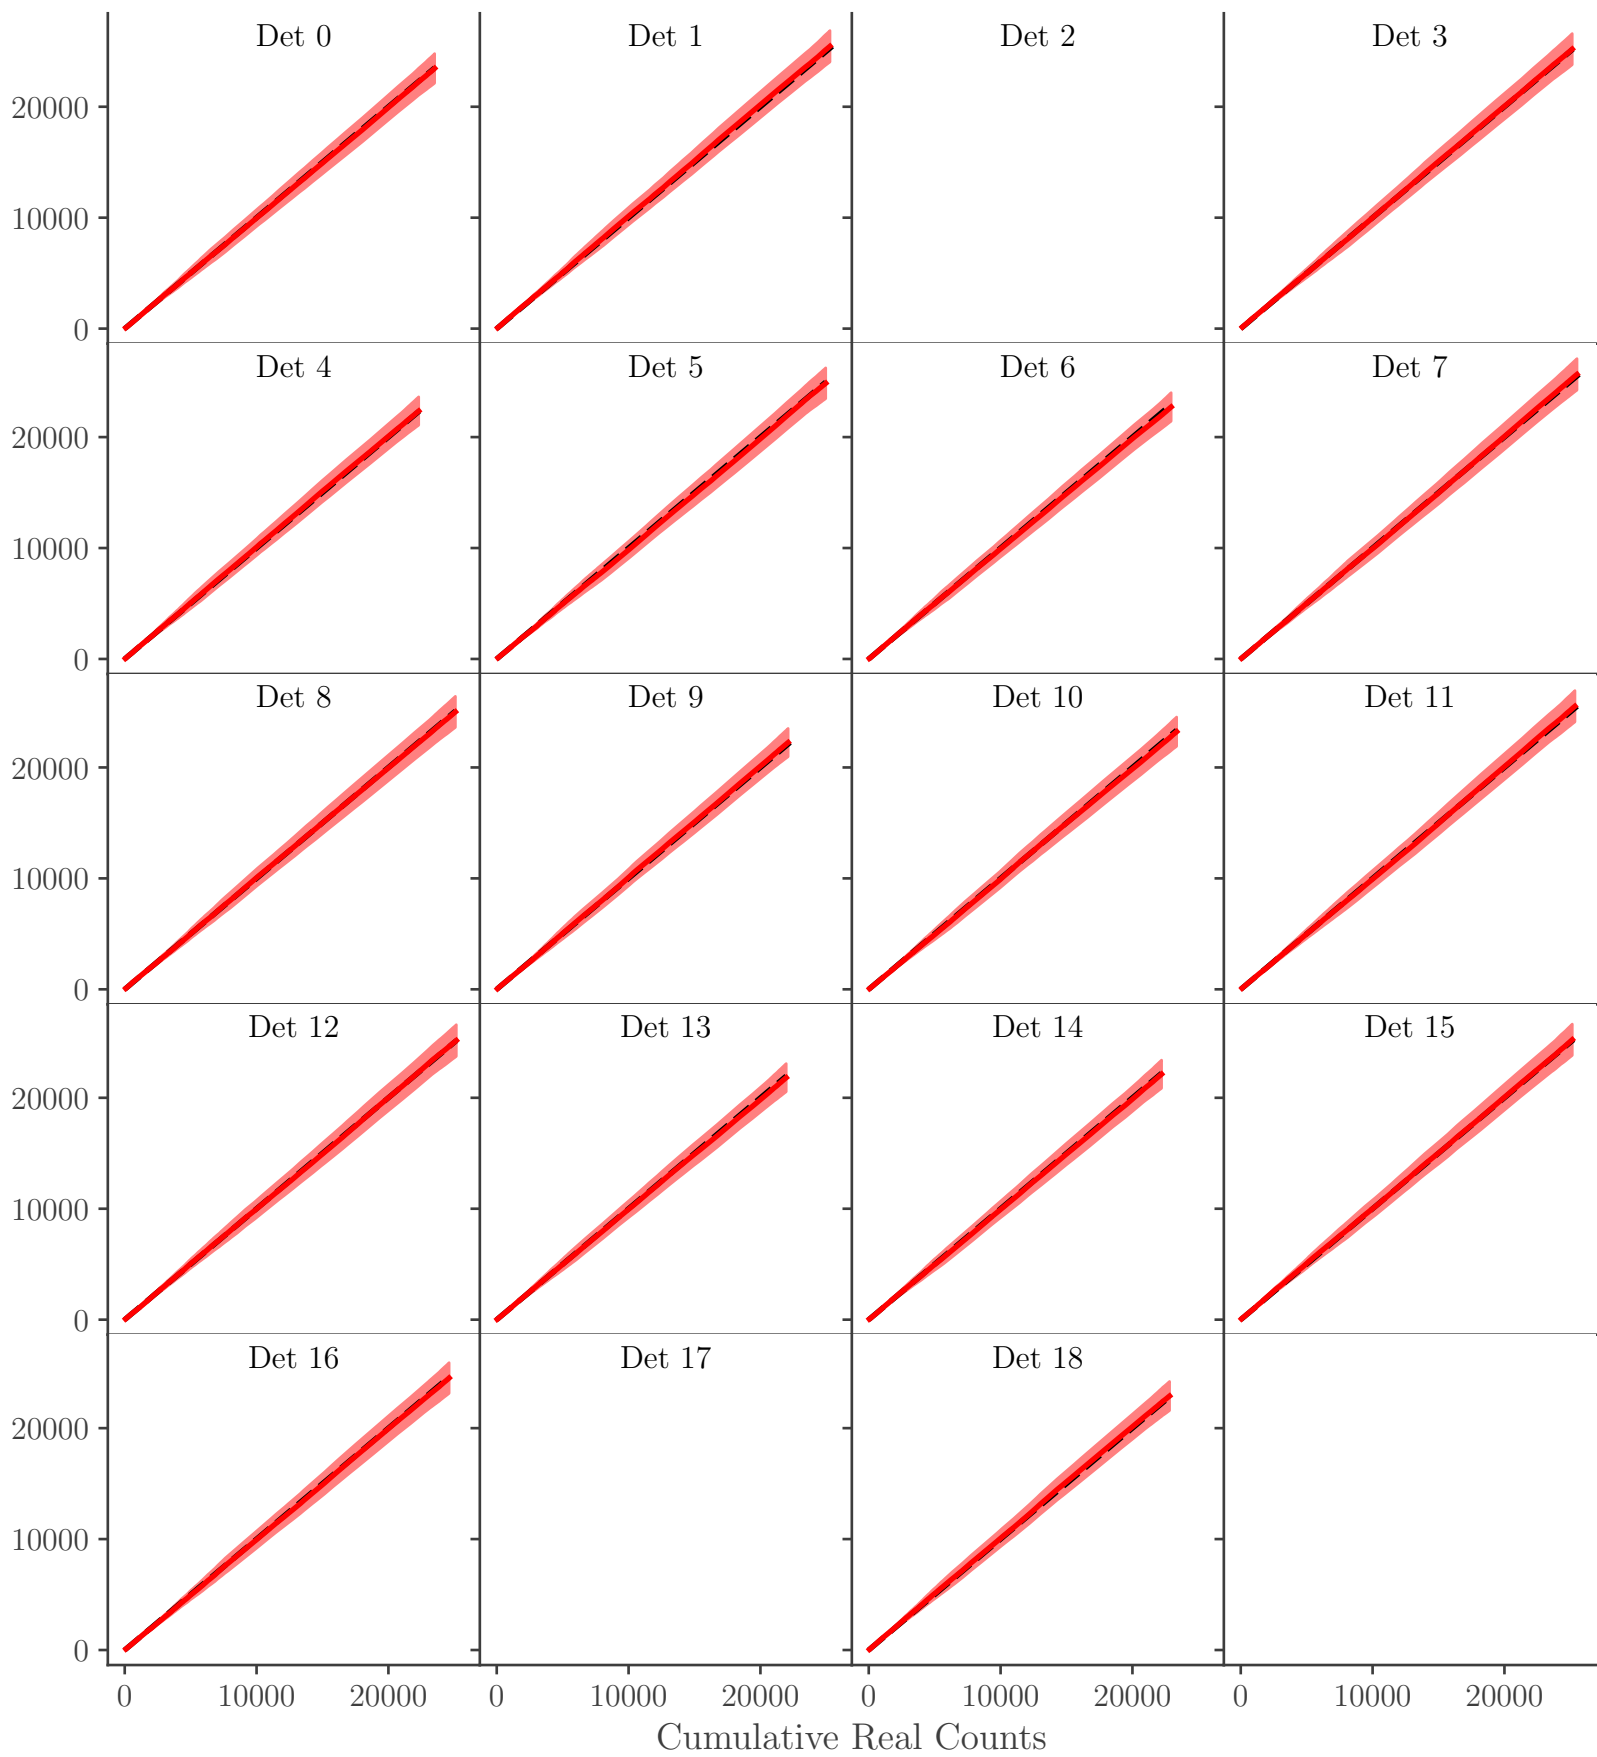 Det 0 Det 1 Det 2 Det 3
20000
10000
0
Det 4 Det 5 Det 6 Det 7
20000
10000
0
Det 8 Det 9 Det 10 Det 11
20000
10000
0
Det 12 Det 13 Det 14 Det 15
20000
10000
0
Det 16 Det 17 Det 18
20000
10000
0
0 10000 20000 0 10000 20000 0 10000 20000 0 10000 20000
Cumulative Real Counts